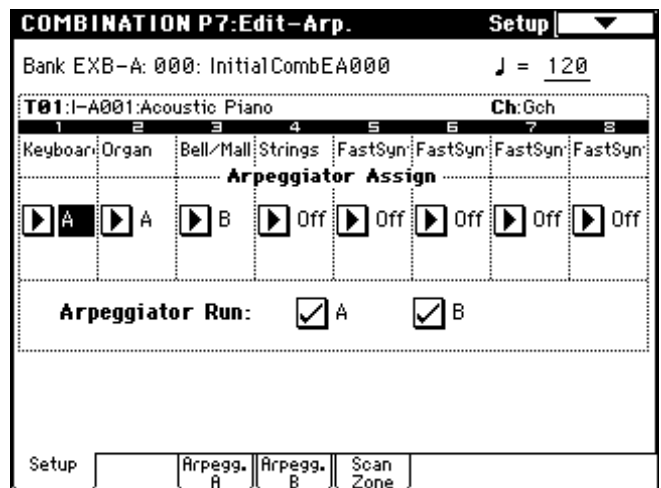 COMBINATION P7:Edit-Arp. Setup
Bank EXB-A: 000: InitialCombEA000 ♩ = 120
T01:I-A001:Acoustic Piano Ch:Gch
1 2 3 4 5 6 7 8
Keyboar Organ Bell/Mall Strings FastSyn FastSyn FastSyn FastSyn
Arpeggiator Assign
A A B Off Off Off Off Off
Arpeggiator Run: A B
Setup Arpegg. A Arpegg. B Scan Zone